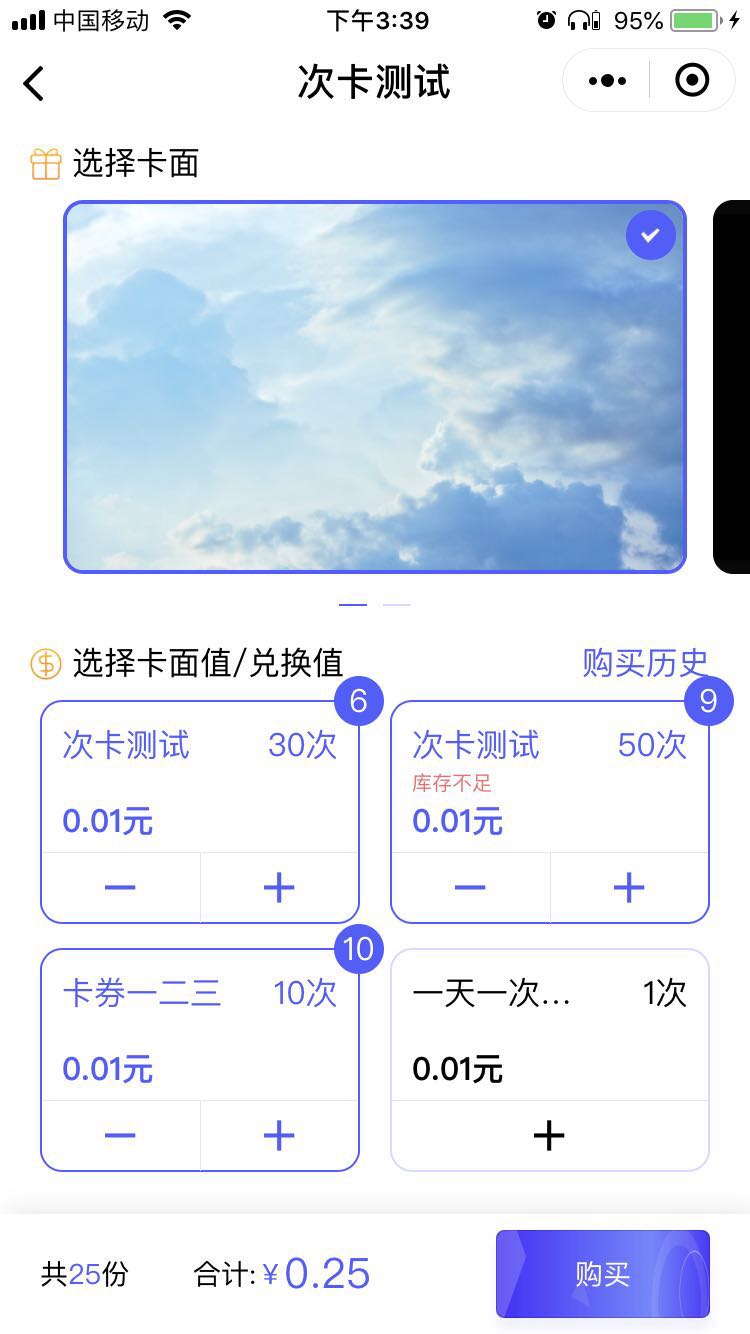 中国移动 下午3:39 95%
次卡测试
选择卡面
选择卡面值/兑换值 购买历史
6 9
次卡测试 30次 次卡测试 50次
库存不足
0.01元 0.01元
10
卡券一二三 10次 一天一次... 1次
0.01元 0.01元
共25份 合计:¥0.25 购买